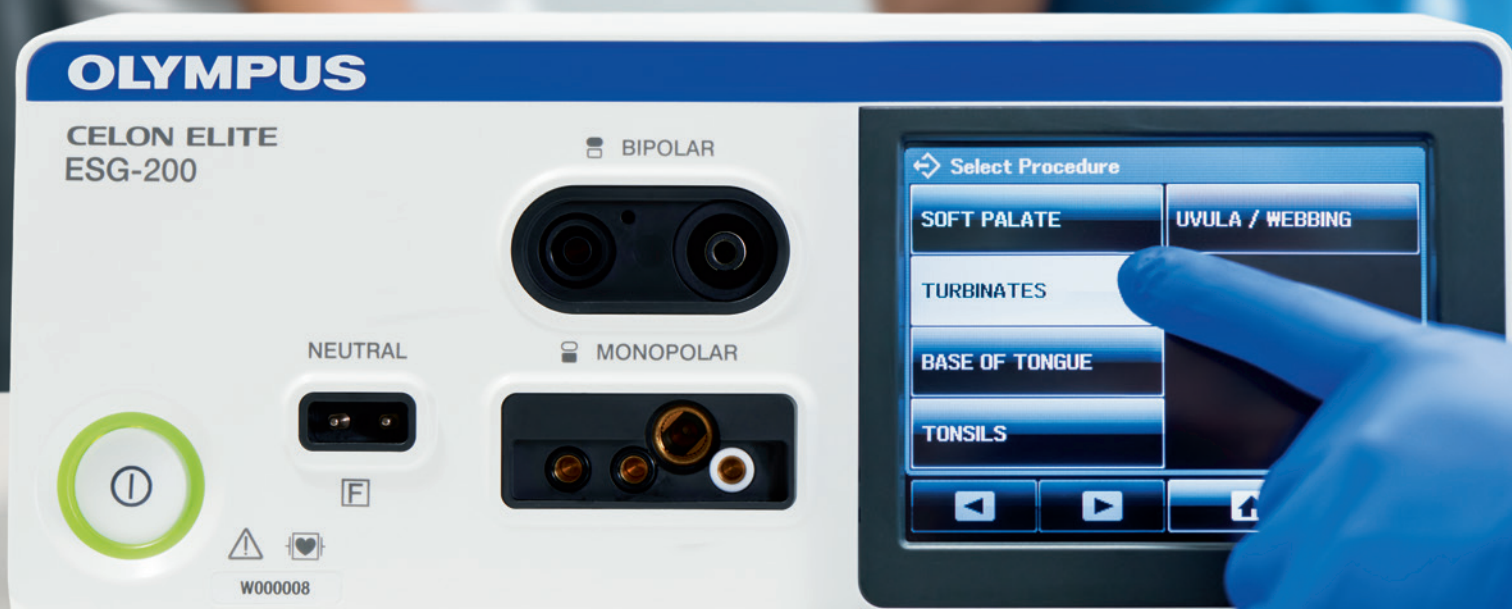 OLYMPUS
CELON ELITE
ESG-200
BIPOLAR
NEUTRAL
MONOPOLAR
F
W000008
Select Procedure
SOFT PALATE
UVULA / WEBBING
TURBINATES
BASE OF TONGUE
TONSILS